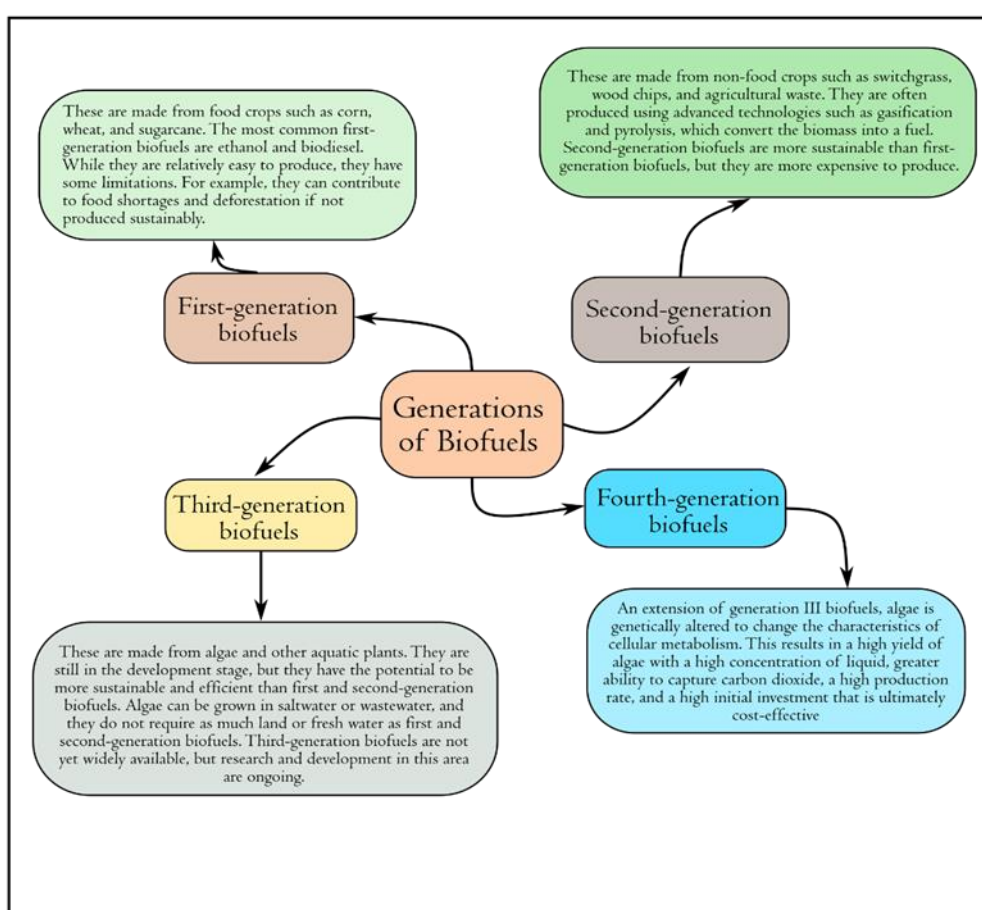 These are made from food crops such as corn,
wheat, and sugarcane. The most common first-
generation biofuels are ethanol and biodiesel.
While they are relatively easy to produce, they have
some limitations. For example, they can contribute
to food shortages and deforestation if not
produced sustainably.
These are made from non-food crops such as switchgrass,
wood chips, and agricultural waste. They are often
produced using advanced technologies such as gasification
and pyrolysis, which convert the biomass into a fuel.
Second-generation biofuels are more sustainable than first-
generation biofuels, but they are more expensive to produce.
First-generation
biofuels
Second-generation
biofuels
Generations
of Biofuels
Third-generation
biofuels
Fourth-generation
biofuels
These are made from algae and other aquatic plants. They are
still in the development stage, but they have the potential to be
more sustainable and efficient than first and second-generation
biofuels. Algae can be grown in saltwater or wastewater, and
they do not require as much land or fresh water as first and
second-generation biofuels. Third-generation biofuels are not
yet widely available, but research and development in this area
are ongoing.
An extension of generation III biofuels, algae is
genetically altered to change the characteristics of
cellular metabolism. This results in a high yield of
algae with a high concentration of liquid, greater
ability to capture carbon dioxide, a high production
rate, and a high initial investment that is ultimately
cost-effective